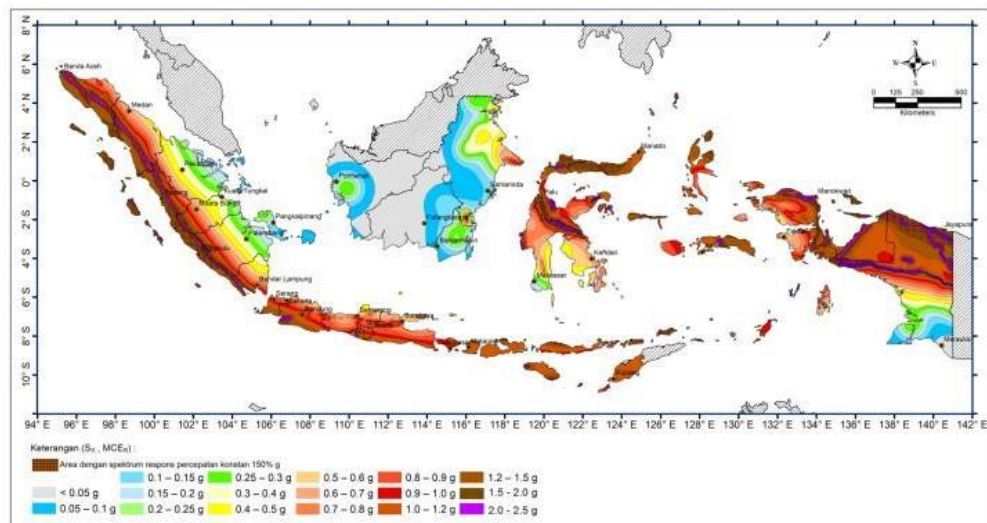 8° N
6° N
4° N
2° N
0°
2° S
4° S
6° S
8° S
10° S
94° E 96° E 98° E 100° E 102° E 104° E 106° E 108° E 110° E 112° E 114° E 116° E 118° E 120° E 122° E 124° E 126° E 128° E 130° E 132° E 134° E 136° E 138° E 140° E 142° E
N
S
0 125 250 500
Kilometers
Banda Aceh
Medan
Manado
Pontianak
Samarinda
Palu
Manokwari
Jayapura
Kuala Tungkal
Muara Bungo
Pangkalpinang
Palembang
Palangkaraya
Banjarmasin
Kendari
Makassar
Bandar Lampung
Serang
Bandung
Semarang
Surabaya
Kupang
Merauke
Keterangan (Sₛ , MCEᵣ) :
Area dengan spektrum respons percepatan konstan 150% g
0.1 – 0.15 g 0.25 – 0.3 g 0.5 – 0.6 g 0.8 – 0.9 g 1.2 – 1.5 g
< 0.05 g 0.15 – 0.2 g 0.3 – 0.4 g 0.6 – 0.7 g 0.9 – 1.0 g 1.5 - 2.0 g
0.05 – 0.1 g 0.2 – 0.25 g 0.4 – 0.5 g 0.7 – 0.8 g 1.0 – 1.2 g 2.0 - 2.5 g